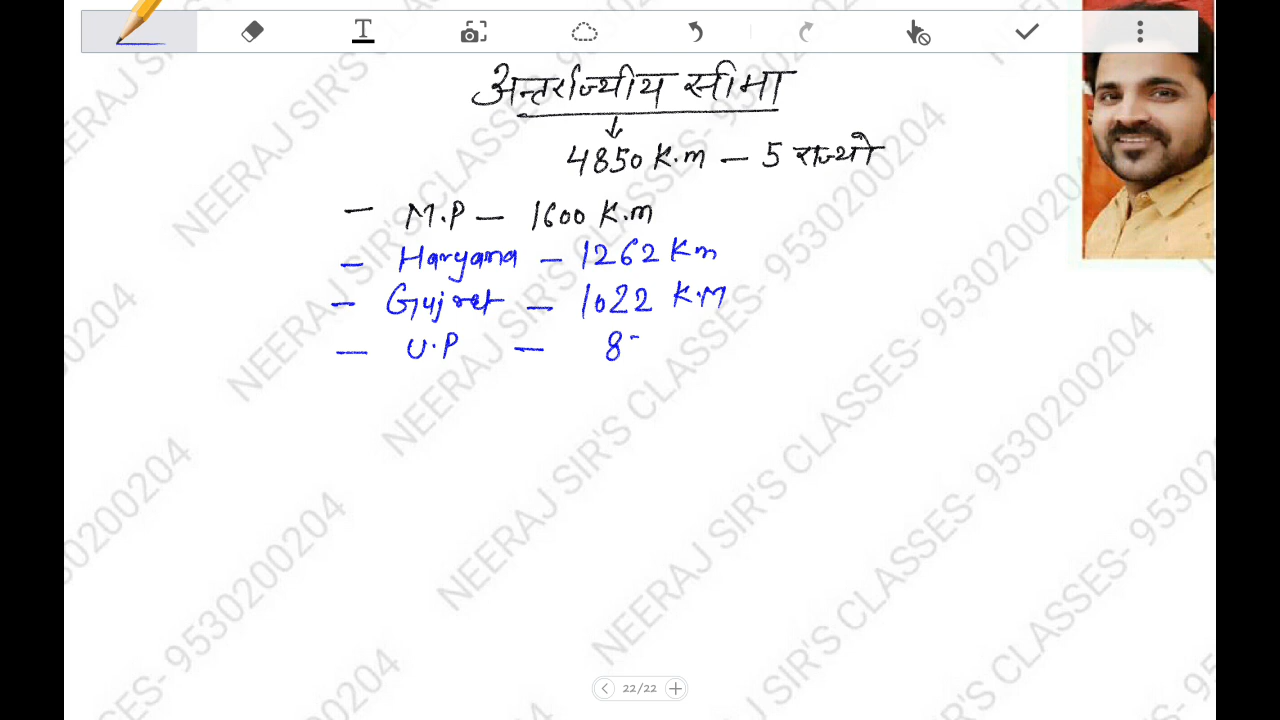 अन्तर्राज्यीय सीमा
↓
4850 K.m – 5 राज्यो
– M.P – 1600 K.m
– Haryana – 1262 Km
– Gujrat – 1022 K.M
– U.P – 8
22/22
NEERAJ SIR'S CLASSES- 9530200204